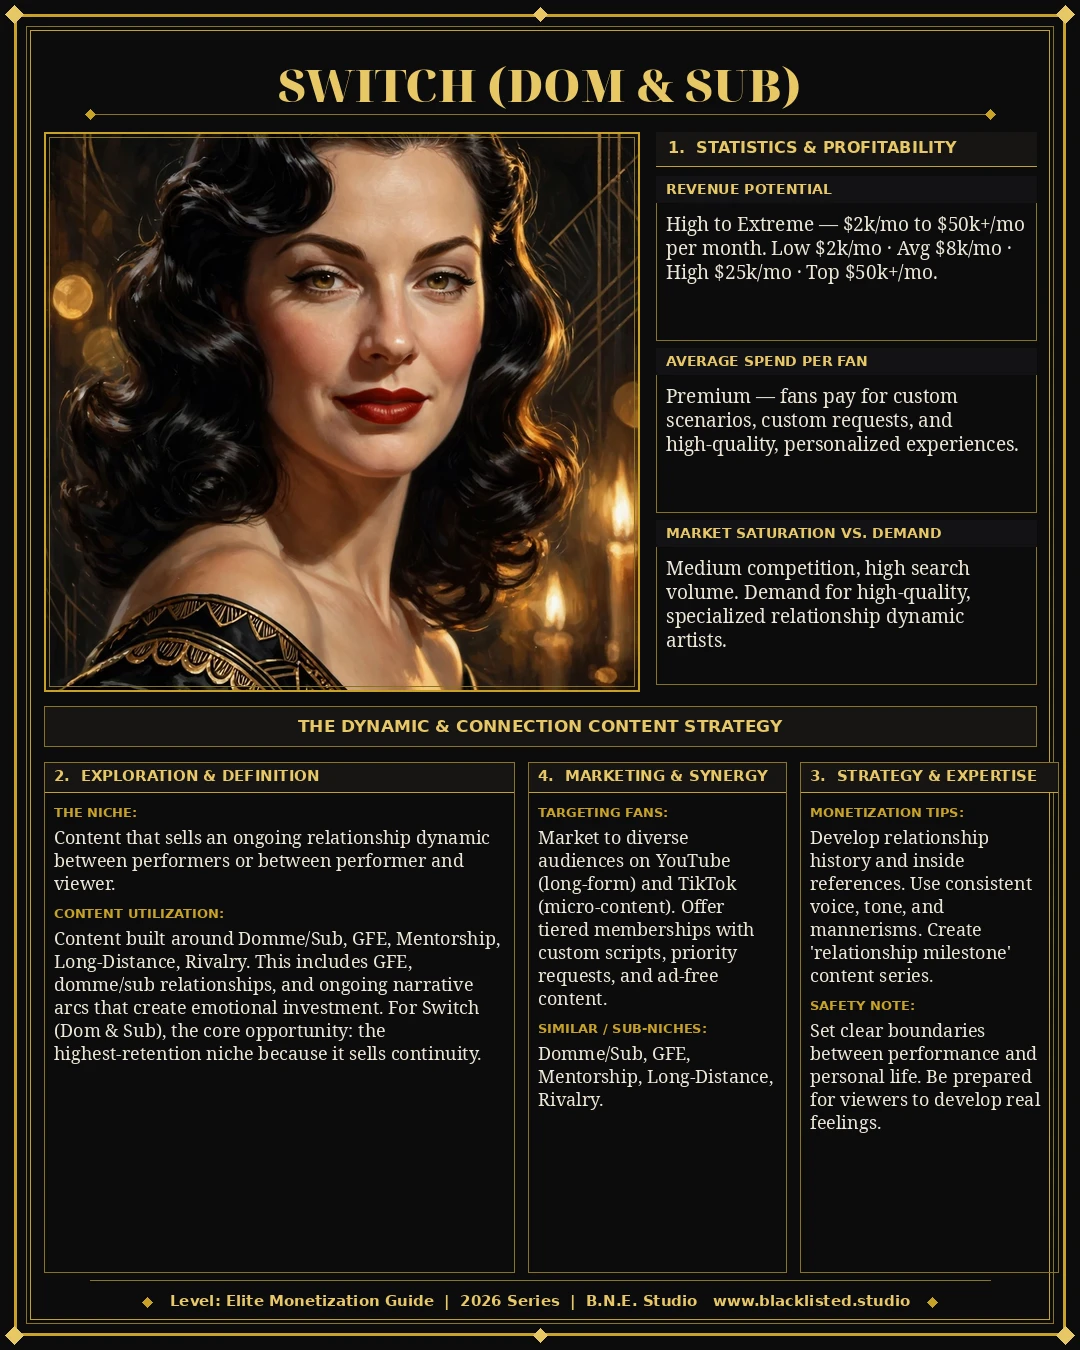 SWITCH (DOM & SUB)
1. STATISTICS & PROFITABILITY
REVENUE POTENTIAL
High to Extreme — $2k/mo to $50k+/mo
per month. Low $2k/mo · Avg $8k/mo ·
High $25k/mo · Top $50k+/mo.
AVERAGE SPEND PER FAN
Premium — fans pay for custom
scenarios, custom requests, and
high-quality, personalized experiences.
MARKET SATURATION VS. DEMAND
Medium competition, high search
volume. Demand for high-quality,
specialized relationship dynamic
artists.
THE DYNAMIC & CONNECTION CONTENT STRATEGY
2. EXPLORATION & DEFINITION
THE NICHE:
Content that sells an ongoing relationship dynamic
between performers or between performer and
viewer.
CONTENT UTILIZATION:
Content built around Domme/Sub, GFE, Mentorship,
Long-Distance, Rivalry. This includes GFE,
domme/sub relationships, and ongoing narrative
arcs that create emotional investment. For Switch
(Dom & Sub), the core opportunity: the
highest-retention niche because it sells continuity.
4. MARKETING & SYNERGY
TARGETING FANS:
Market to diverse
audiences on YouTube
(long-form) and TikTok
(micro-content). Offer
tiered memberships with
custom scripts, priority
requests, and ad-free
content.
SIMILAR / SUB-NICHES:
Domme/Sub, GFE,
Mentorship, Long-Distance,
Rivalry.
3. STRATEGY & EXPERTISE
MONETIZATION TIPS:
Develop relationship
history and inside
references. Use consistent
voice, tone, and
mannerisms. Create
'relationship milestone'
content series.
SAFETY NOTE:
Set clear boundaries
between performance and
personal life. Be prepared
for viewers to develop real
feelings.
Level: Elite Monetization Guide | 2026 Series | B.N.E. Studio www.blacklisted.studio